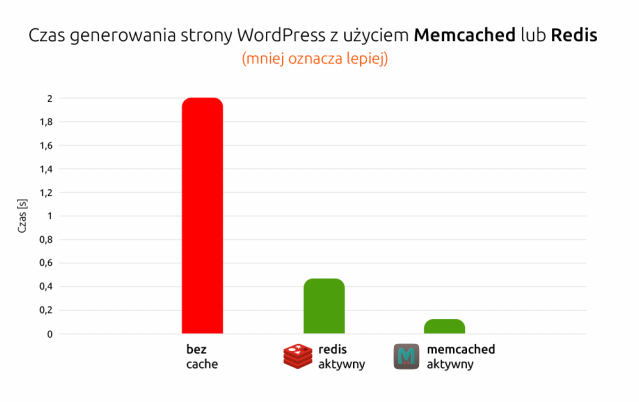 Czas generowania strony WordPress z użyciem Memcached lub Redis
(mniej oznacza lepiej)
2
1,8
1,6
1,4
1,2
1
0,8
0,6
0,4
0,2
0
Czas [s]
bez
cache
redis
aktywny
M
memcached
aktywny